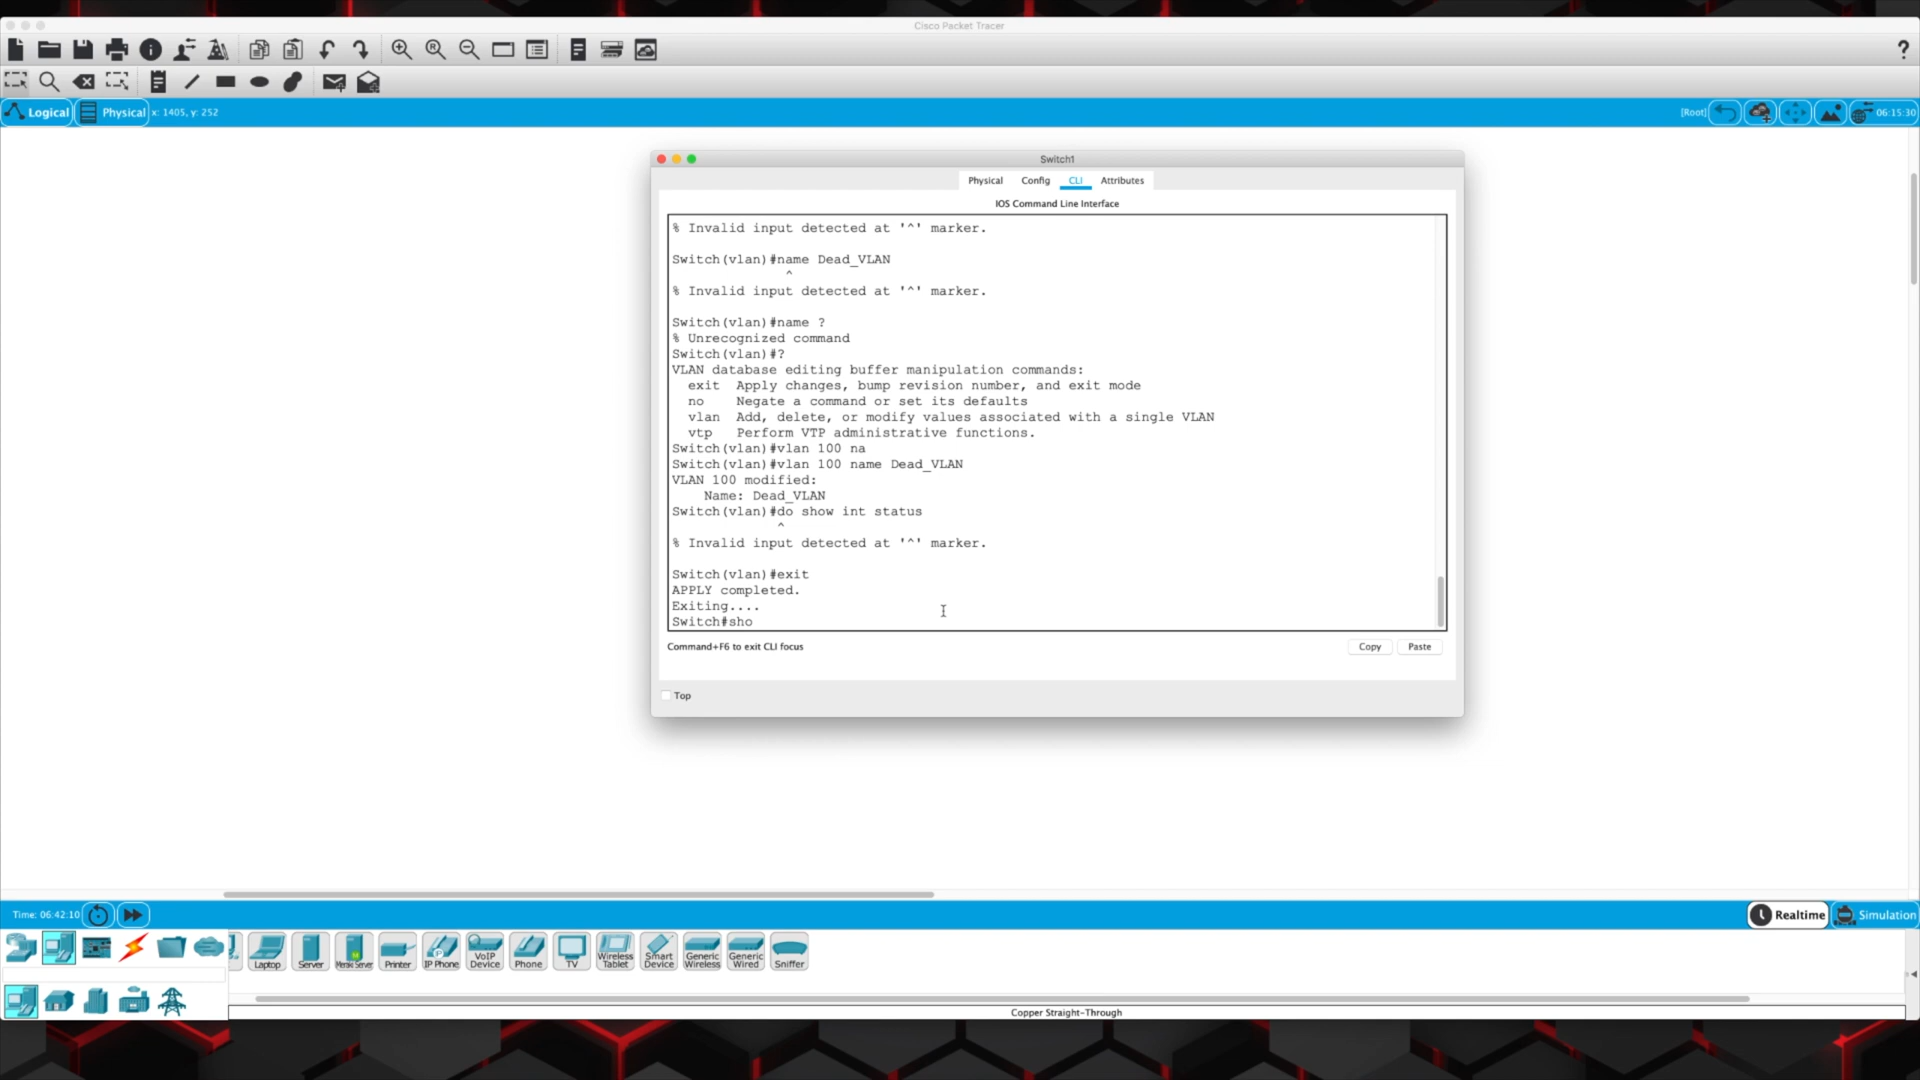 Cisco Packet Tracer
?
Logical
Physical
x: 1405, y: 252
[Root]
06:15:30
Switch1
Physical
Config
CLI
Attributes
IOS Command Line Interface
% Invalid input detected at '^' marker.
Switch(vlan)#name Dead_VLAN
^
% Invalid input detected at '^' marker.
Switch(vlan)#name ?
% Unrecognized command
Switch(vlan)#?
VLAN database editing buffer manipulation commands:
exit Apply changes, bump revision number, and exit mode
no Negate a command or set its defaults
vlan Add, delete, or modify values associated with a single VLAN
vtp Perform VTP administrative functions.
Switch(vlan)#vlan 100 na
Switch(vlan)#vlan 100 name Dead_VLAN
VLAN 100 modified:
Name: Dead_VLAN
Switch(vlan)#do show int status
^
% Invalid input detected at '^' marker.
Switch(vlan)#exit
APPLY completed.
Exiting....
Switch#sho
Command+F6 to exit CLI focus
Copy
Paste
Top
Time: 06:42:10
Realtime
Simulation
Laptop
Server
Meraki Server
Printer
IP Phone
VoIP Device
Phone
TV
Wireless Tablet
Smart Device
Generic Wireless
Generic Wired
Sniffer
Copper Straight-Through